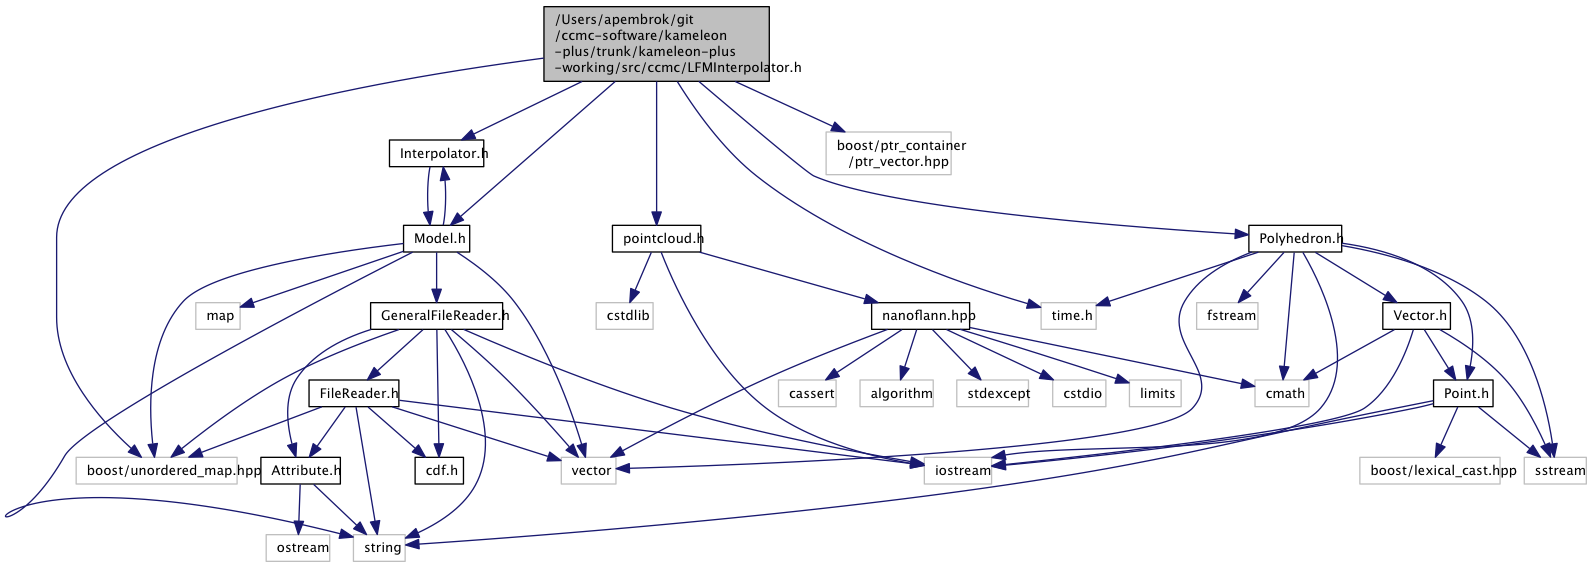 /Users/apembrok/git
/ccmc-software/kameleon
-plus/trunk/kameleon-plus
-working/src/ccmc/LFMInterpolator.h
Interpolator.h
boost/ptr_container
/ptr_vector.hpp
Model.h
pointcloud.h
Polyhedron.h
map
GeneralFileReader.h
cstdlib
nanoflann.hpp
time.h
fstream
Vector.h
FileReader.h
cassert
algorithm
stdexcept
cstdio
limits
cmath
Point.h
boost/unordered_map.hpp
Attribute.h
cdf.h
vector
iostream
boost/lexical_cast.hpp
sstream
ostream
string